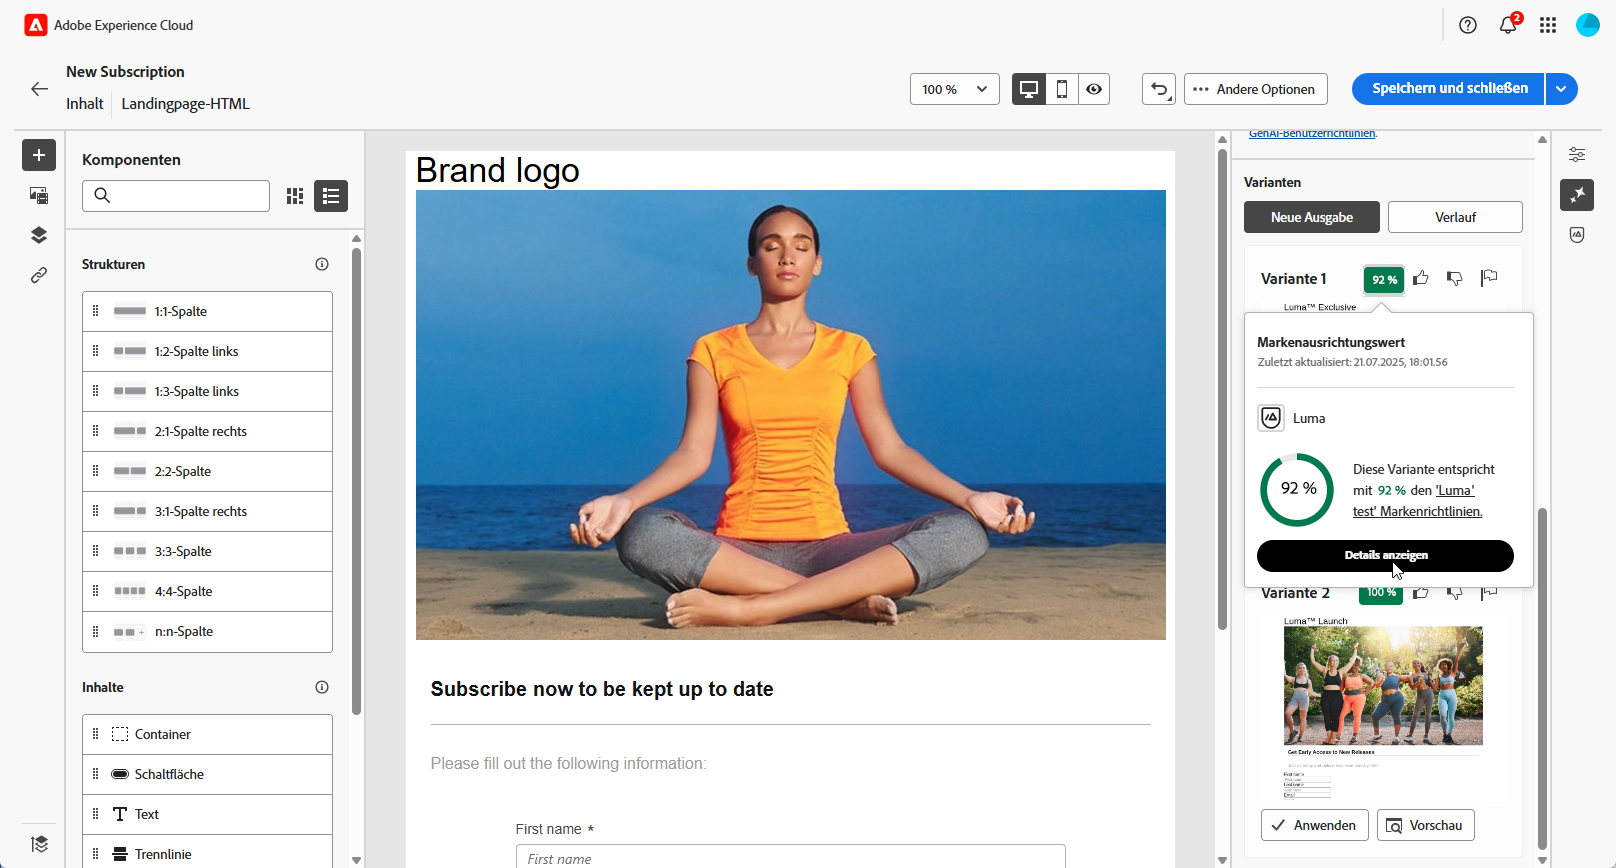 Adobe Experience Cloud
2
New Subscription
Inhalt
Landingpage-HTML
100 %
Andere Optionen
Speichern und schließen
Komponenten
Strukturen
1:1-Spalte
1:2-Spalte links
1:3-Spalte links
2:1-Spalte rechts
2:2-Spalte
3:1-Spalte rechts
3:3-Spalte
4:4-Spalte
n:n-Spalte
Inhalte
Container
Schaltfläche
Text
Trennlinie
Brand logo
Subscribe now to be kept up to date
Please fill out the following information:
First name *
First name
GenAI-Benutzerrichtlinien.
Varianten
Neue Ausgabe
Verlauf
Variante 1
92 %
Luma™ Exclusive
Markenausrichtungswert
Zuletzt aktualisiert: 21.07.2025, 18:01.56
Luma
92 %
Diese Variante entspricht
mit 92 % den 'Luma'
test' Markenrichtlinien.
Details anzeigen
Variante 2
100 %
Luma™ Launch
Get Early Access to New Releases
First name
Last name
Email
Anwenden
Vorschau